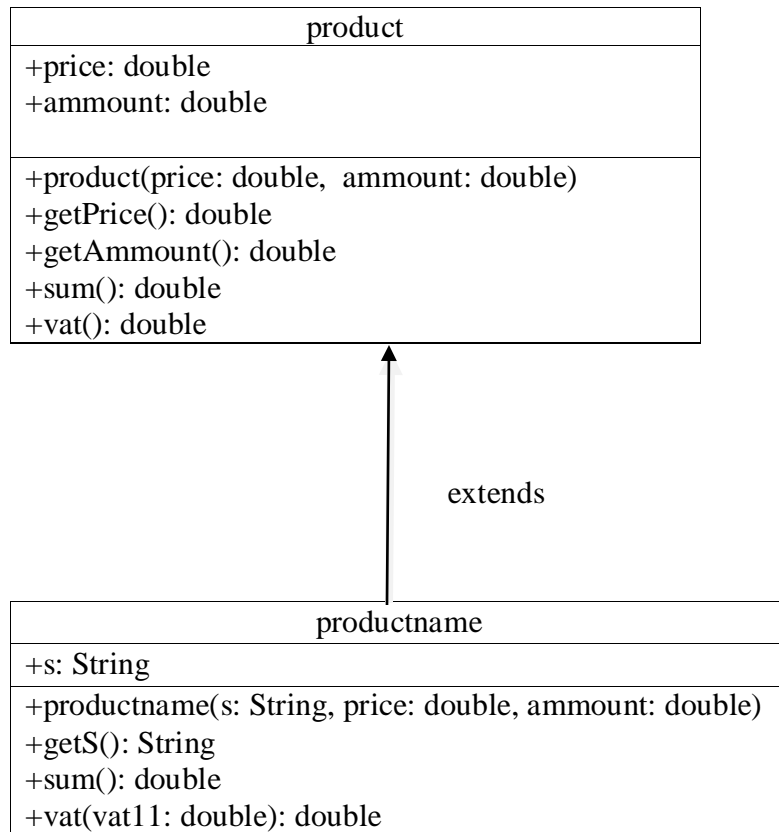 product
+price: double
+ammount: double
+product(price: double, ammount: double)
+getPrice(): double
+getAmmount(): double
+sum(): double
+vat(): double
extends
productname
+s: String
+productname(s: String, price: double, ammount: double)
+getS(): String
+sum(): double
+vat(vat11: double): double